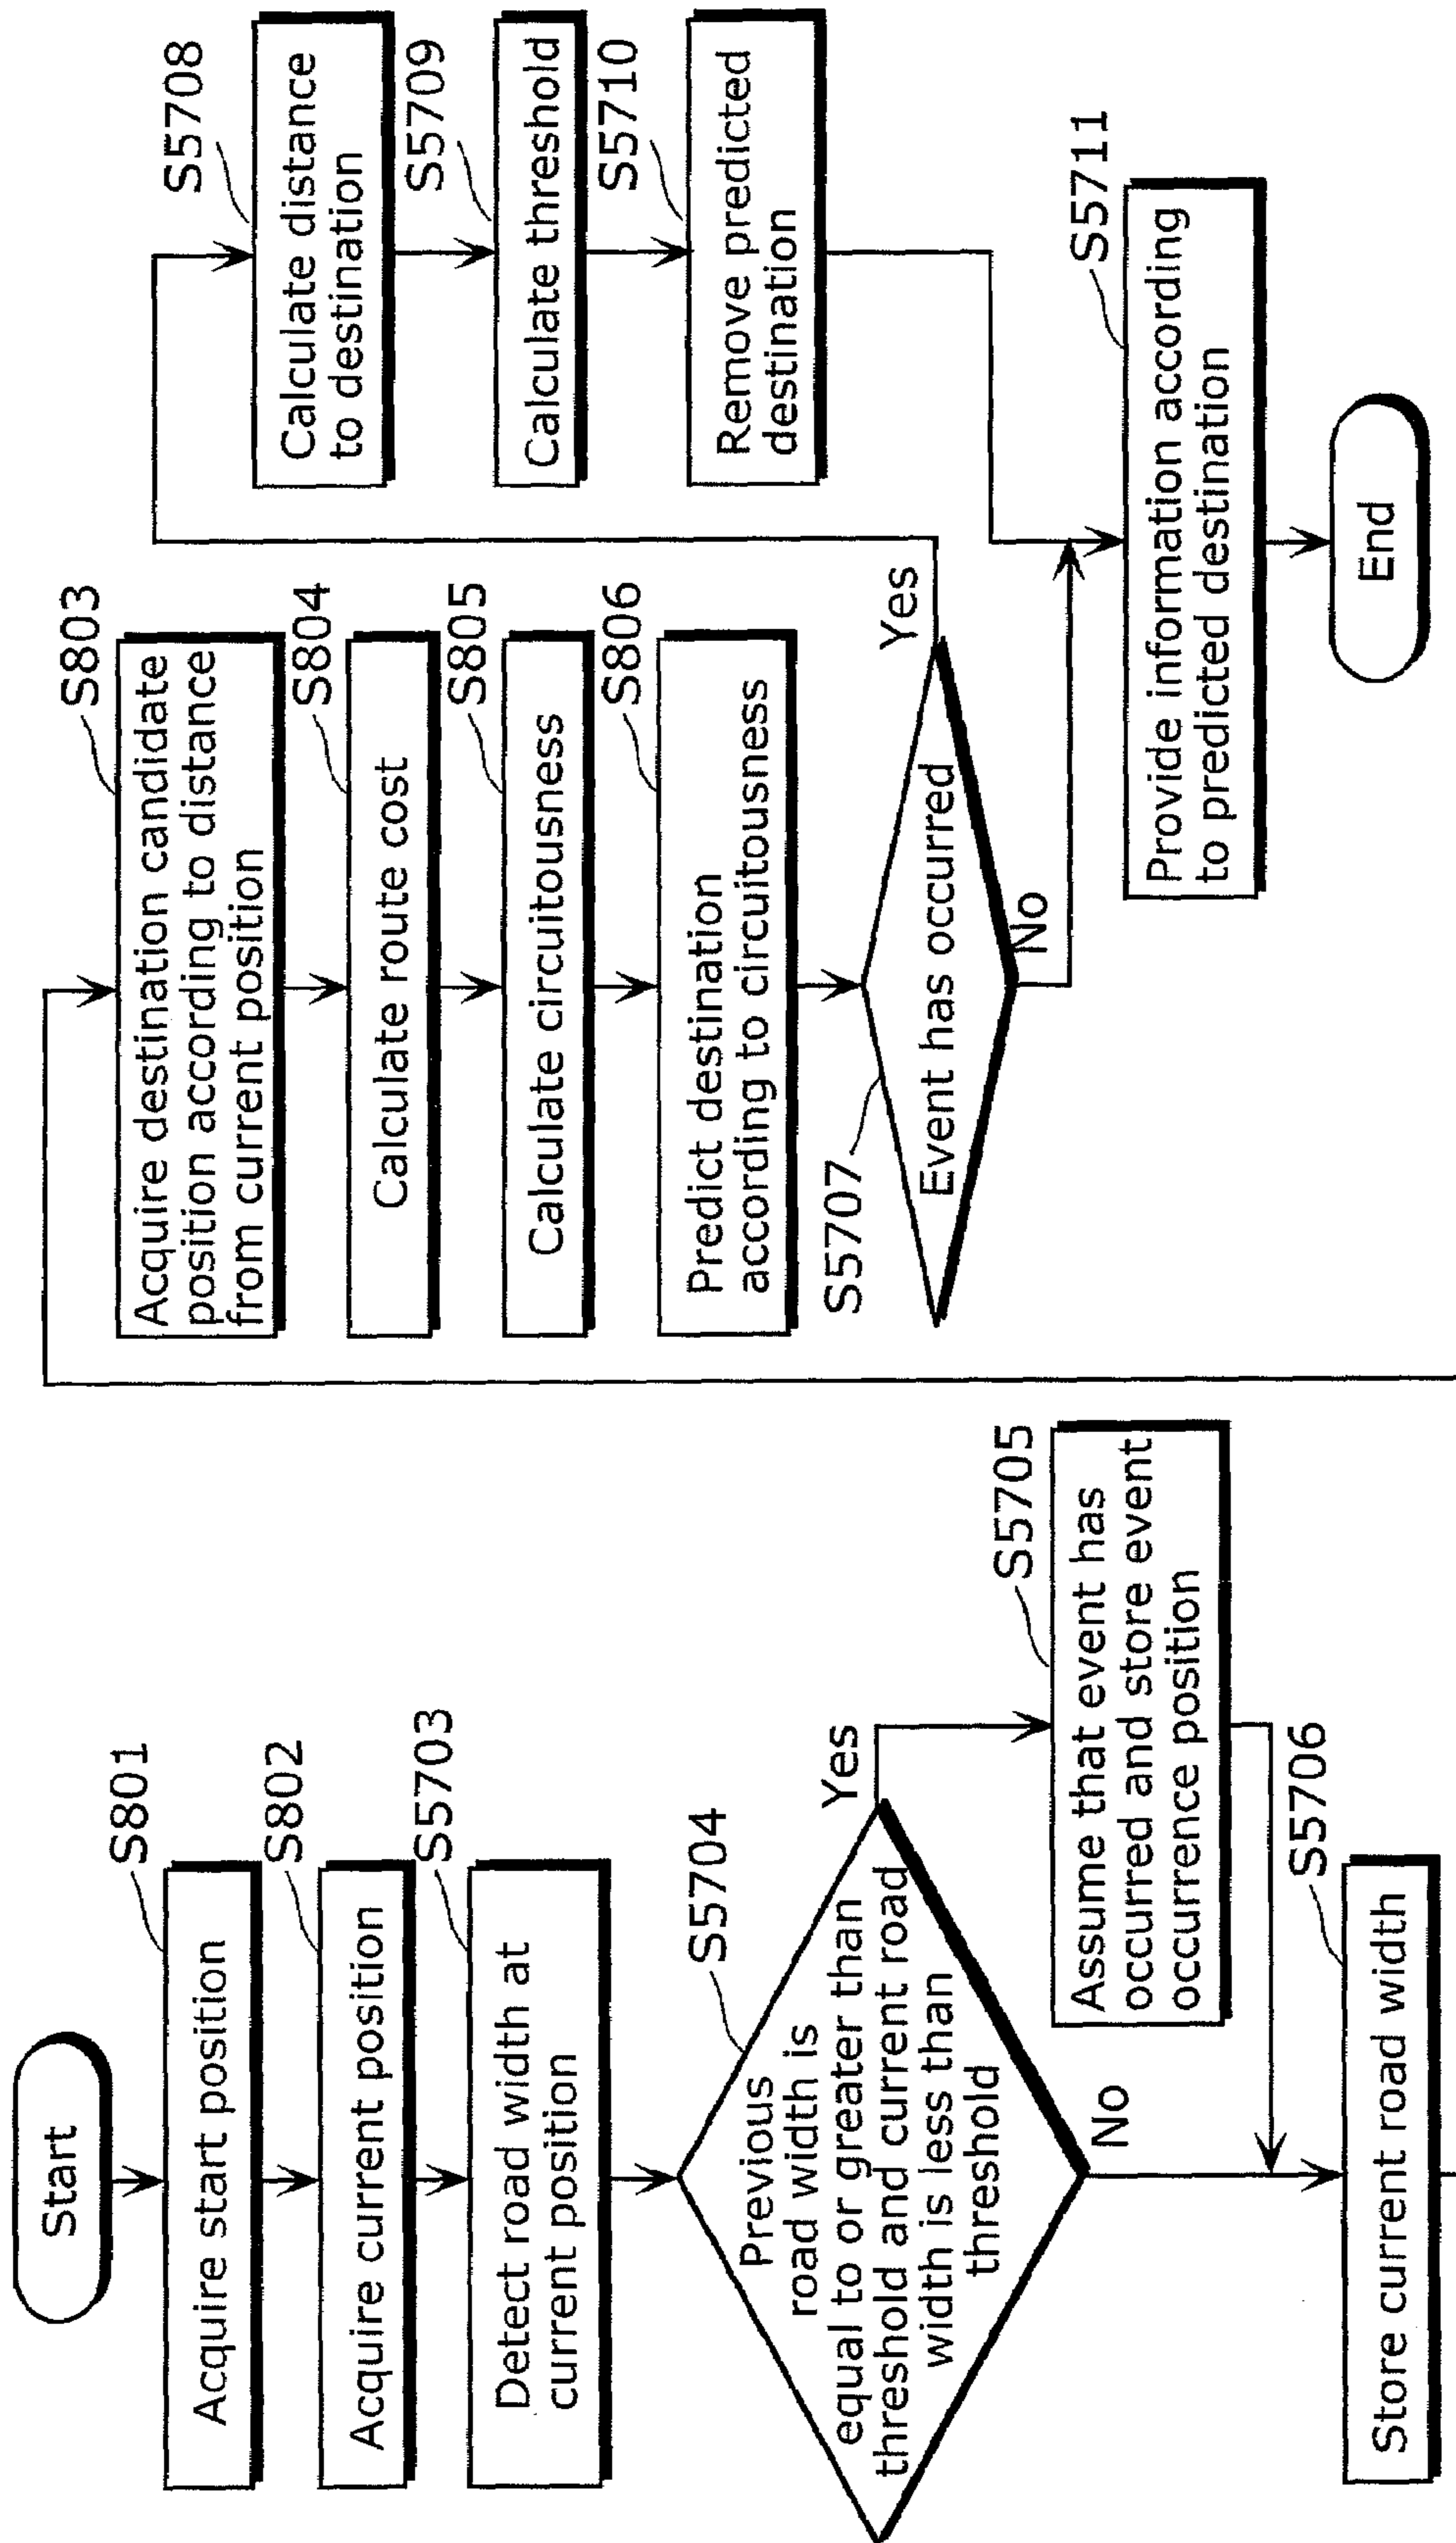 Start
S801
Acquire start position
S802
Acquire current position
S5703
Detect road width at
current position
S5704
Previous
road width is
equal to or greater than
threshold and current road
width is less than
threshold
Yes
No
S5705
Assume that event has
occurred and store event
occurrence position
S5706
Store current road width
S803
Acquire destination candidate
position according to distance
from current position
S804
Calculate route cost
S805
Calculate circuitousness
S806
Predict destination
according to circuitousness
S5707
Event has occurred
Yes
No
S5708
Calculate distance
to destination
S5709
Calculate threshold
S5710
Remove predicted
destination
S5711
Provide information according
to predicted destination
End